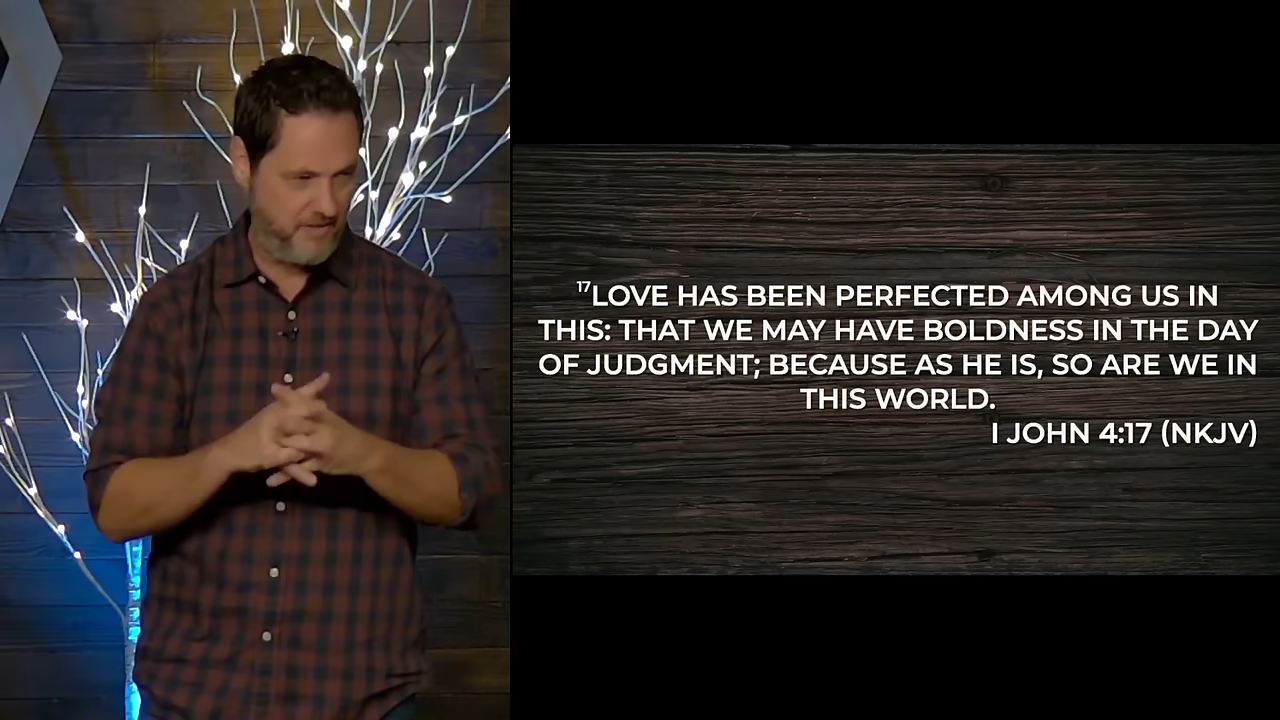 ¹⁷LOVE HAS BEEN PERFECTED AMONG US IN
THIS: THAT WE MAY HAVE BOLDNESS IN THE DAY
OF JUDGMENT; BECAUSE AS HE IS, SO ARE WE IN
THIS WORLD.
I JOHN 4:17 (NKJV)